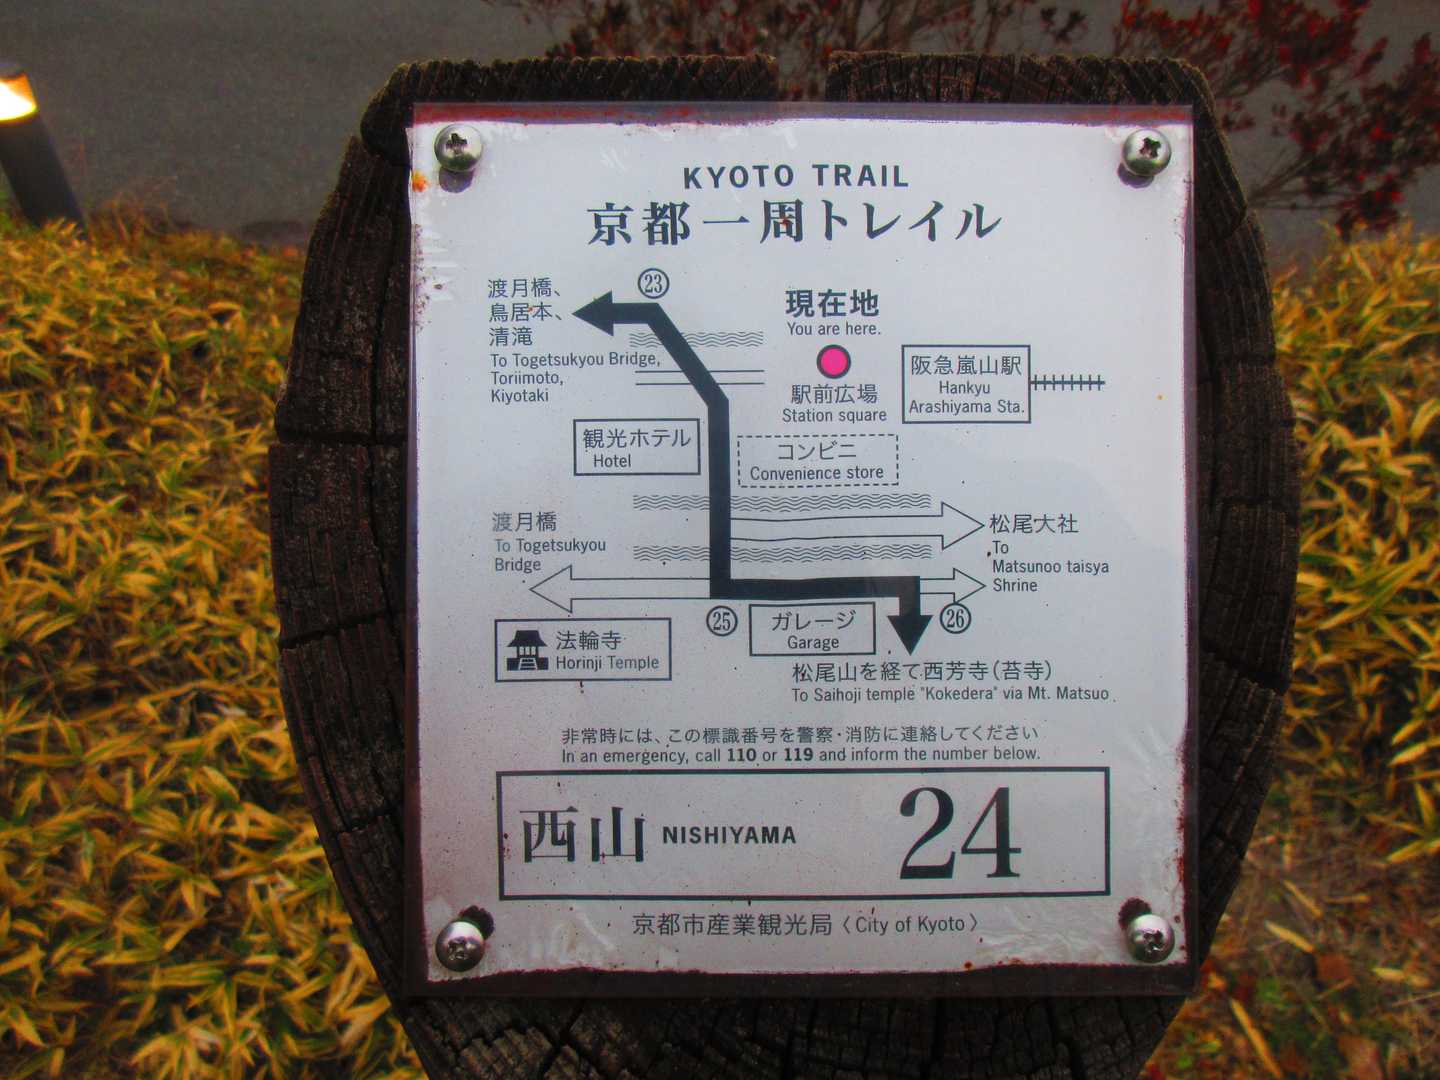 KYOTO TRAIL
京都一周トレイル
渡月橋、
鳥居本、
清滝
To Togetsukyou Bridge,
Toriimoto,
Kiyotaki
23
現在地
You are here.
駅前広場
Station square
阪急嵐山駅
Hankyu
Arashiyama Sta.
観光ホテル
Hotel
コンビニ
Convenience store
渡月橋
To Togetsukyou
Bridge
松尾大社
To
Matsunoo taisya
Shrine
25
26
ガレージ
Garage
法輪寺
Horinji Temple
松尾山を経て西芳寺(苔寺)
To Saihoji temple "Kokedera" via Mt. Matsuo
非常時には、この標識番号を警察・消防に連絡してください
In an emergency, call 110 or 119 and inform the number below.
西山 NISHIYAMA 24
京都市産業観光局〈City of Kyoto〉